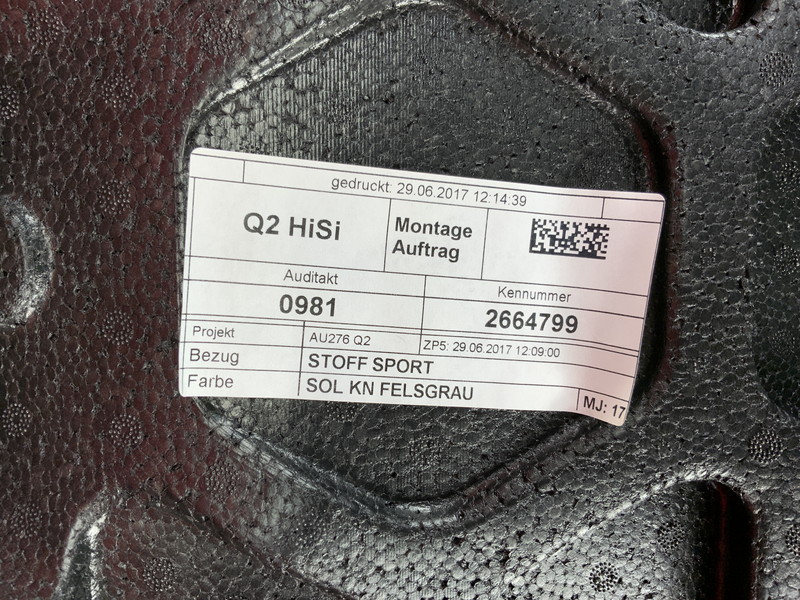 gedruckt: 29.06.2017 12:14:39
Q2 HiSi
Montage
Auftrag
Auditakt
0981
Kennummer
2664799
Projekt
AU276 Q2
ZP5: 29.06.2017 12:09:00
Bezug
STOFF SPORT
Farbe
SOL KN FELSGRAU
MJ: 17